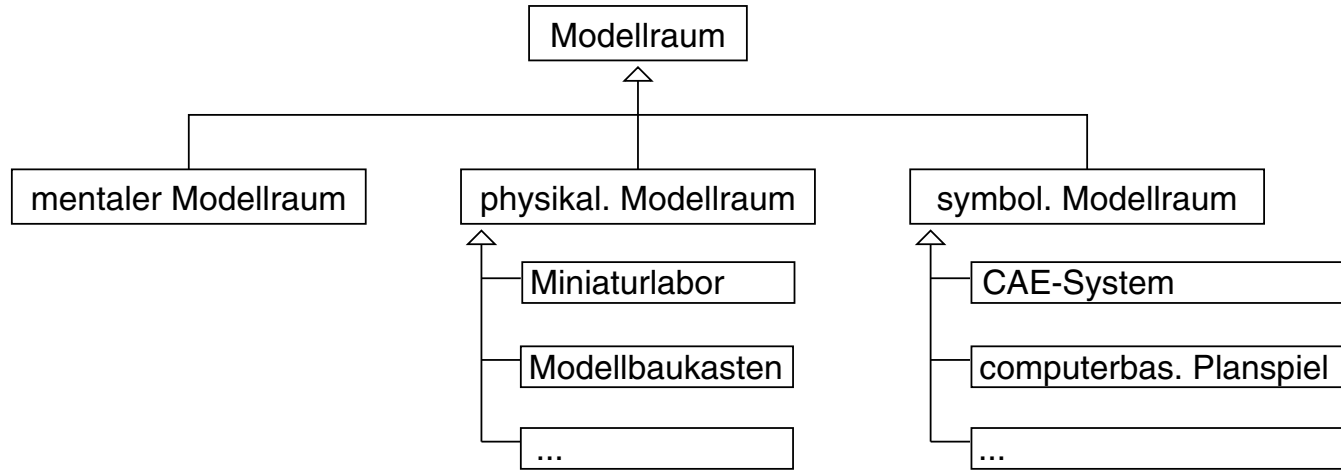 Modellraum
mentaler Modellraum
physikal. Modellraum
symbol. Modellraum
Miniaturlabor
CAE-System
Modellbaukasten
computerbas. Planspiel
...
...